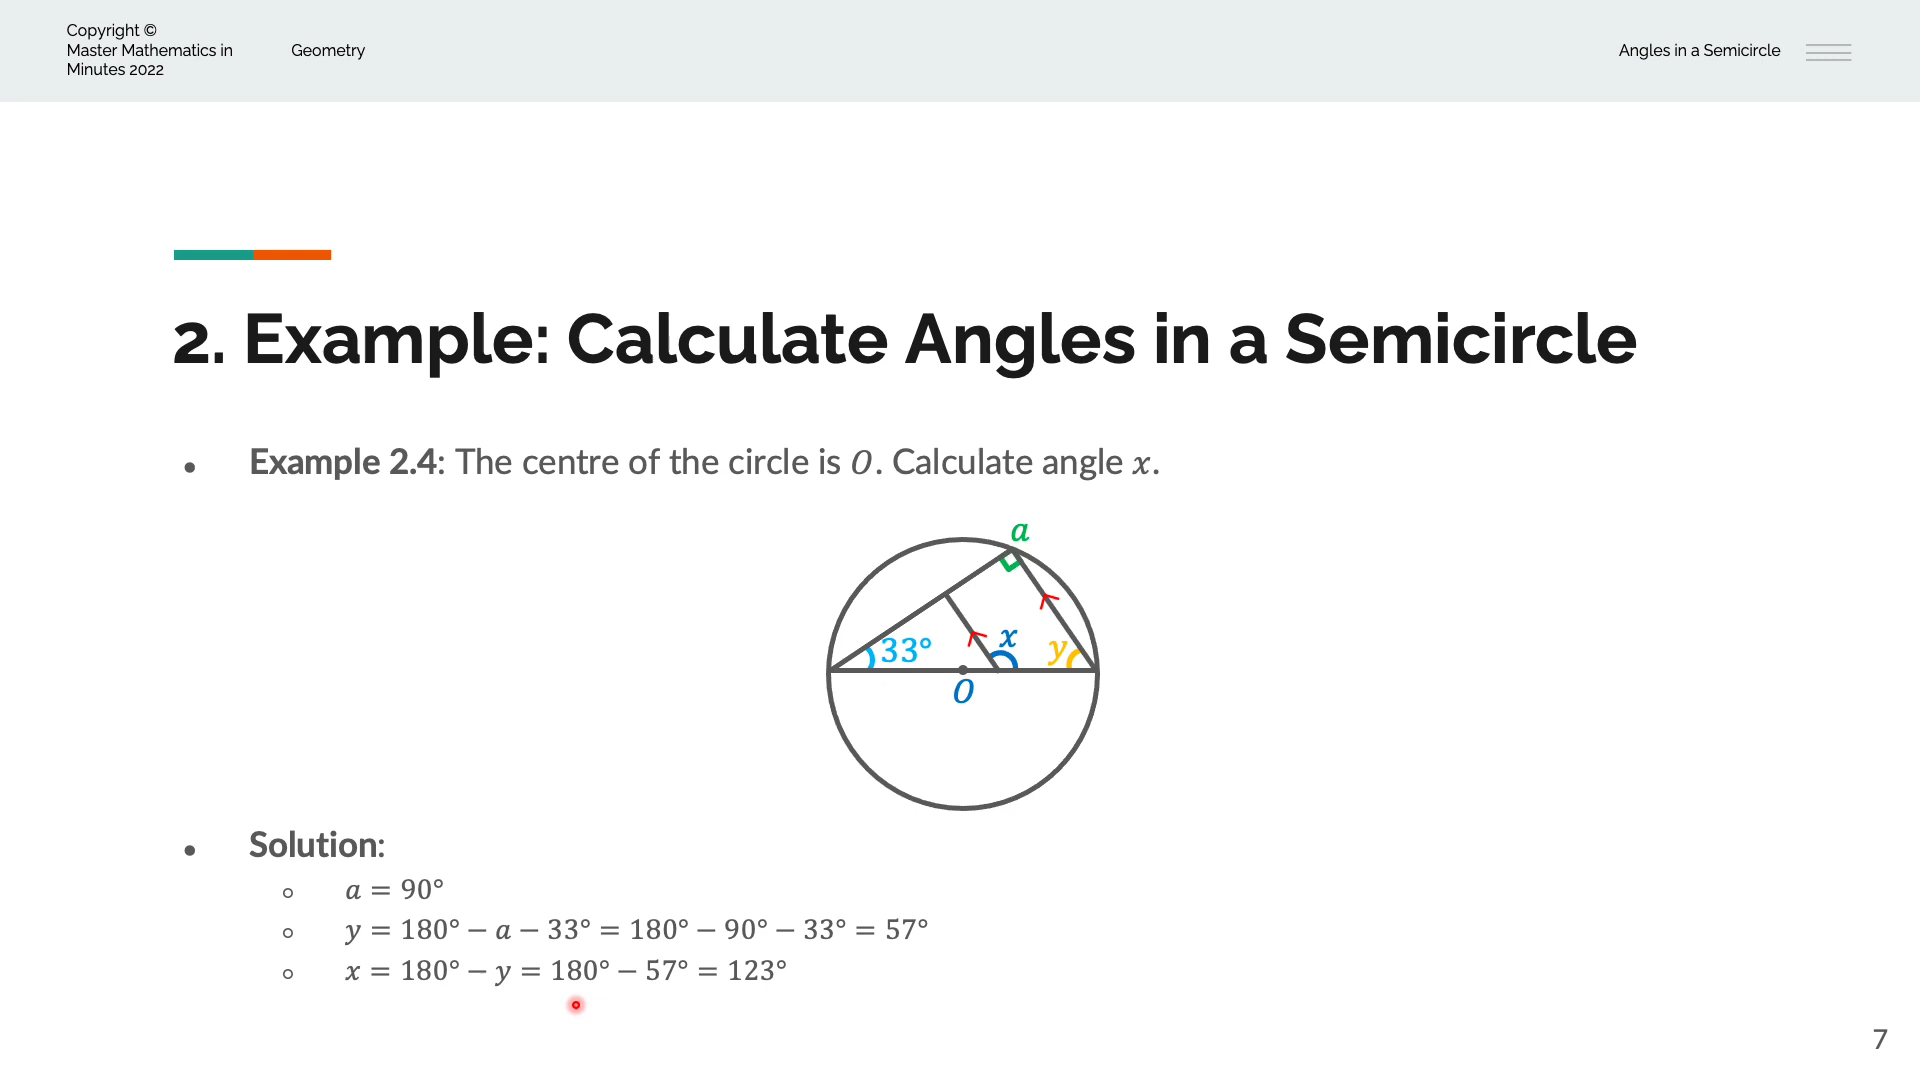 Copyright ©
Master Mathematics in
Minutes 2022
Geometry
Angles in a Semicircle
2. Example: Calculate Angles in a Semicircle
● Example 2.4: The centre of the circle is O. Calculate angle x.
a
33°
x
y
O
● Solution:
○ a = 90°
○ y = 180° − a − 33° = 180° − 90° − 33° = 57°
○ x = 180° − y = 180° − 57° = 123°
7